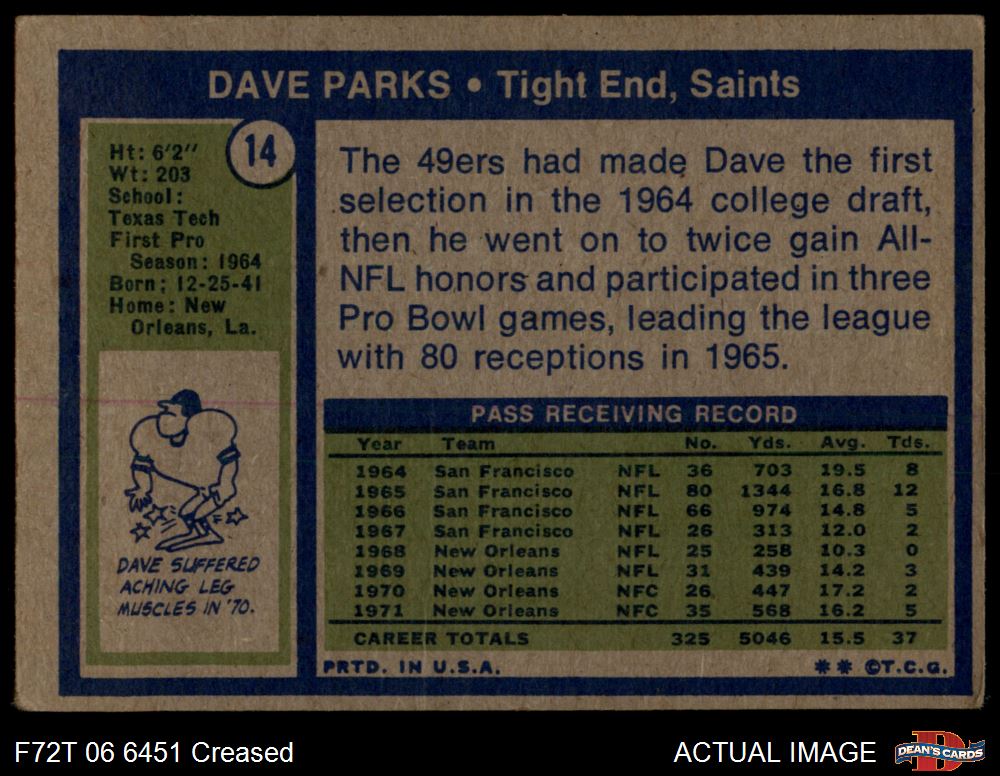 DAVE PARKS • Tight End, Saints
14
Ht: 6'2"
Wt: 203
School:
Texas Tech
First Pro
Season: 1964
Born: 12-25-41
Home: New
Orleans, La.
DAVE SUFFERED
ACHING LEG
MUSCLES IN '70.
The 49ers had made Dave the first
selection in the 1964 college draft,
then he went on to twice gain All-
NFL honors and participated in three
Pro Bowl games, leading the league
with 80 receptions in 1965.
PASS RECEIVING RECORD
Year Team No. Yds. Avg. Tds.
1964 San Francisco NFL 36 703 19.5 8
1965 San Francisco NFL 80 1344 16.8 12
1966 San Francisco NFL 66 974 14.8 5
1967 San Francisco NFL 26 313 12.0 2
1968 New Orleans NFL 25 258 10.3 0
1969 New Orleans NFL 31 439 14.2 3
1970 New Orleans NFC 26 447 17.2 2
1971 New Orleans NFC 35 568 16.2 5
CAREER TOTALS 325 5046 15.5 37
PRTD. IN U.S.A. ** ©T.C.G.
F72T 06 6451 Creased
ACTUAL IMAGE
D
DEAN'S CARDS